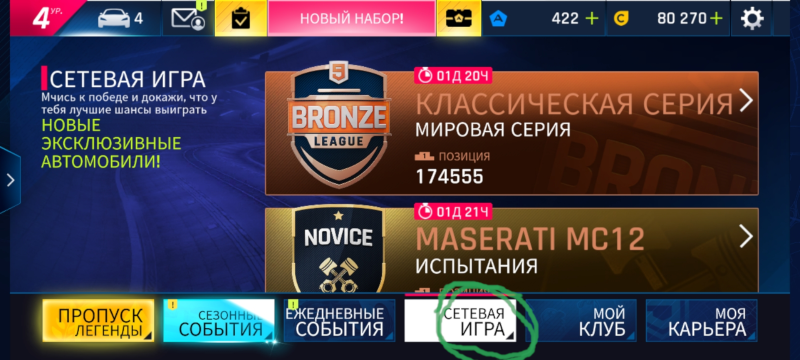 4 УР.
4
НОВЫЙ НАБОР!
422 +
80 270 +
СЕТЕВАЯ ИГРА
Мчись к победе и докажи, что у
тебя лучшие шансы выиграть
НОВЫЕ
ЭКСКЛЮЗИВНЫЕ
АВТОМОБИЛИ!
9
BRONZE
LEAGUE
01Д 20Ч
КЛАССИЧЕСКАЯ СЕРИЯ
МИРОВАЯ СЕРИЯ
ПОЗИЦИЯ
174555
NOVICE
01Д 21Ч
MASERATI MC12
ИСПЫТАНИЯ
ПРОПУСК
ЛЕГЕНДЫ
СЕЗОННЫ
СОБЫТИЯ
ЕЖЕДНЕВНЫЕ
СОБЫТИЯ
СЕТЕВАЯ
ИГРА
МОЙ
КЛУБ
МОЯ
КАРЬЕРА